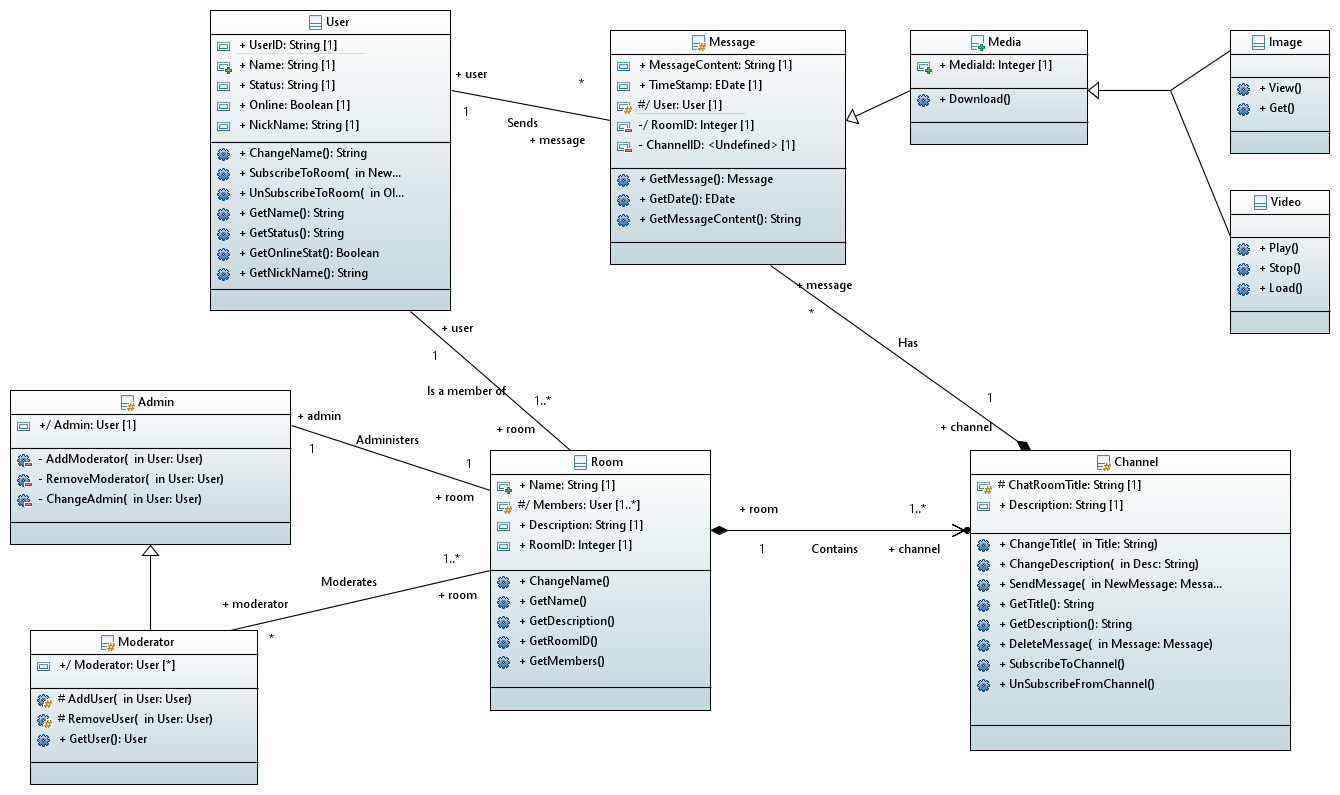 User
+ UserID: String [1]
+ Name: String [1]
+ Status: String [1]
+ Online: Boolean [1]
+ NickName: String [1]
+ ChangeName(): String
+ SubscribeToRoom( in New...
+ UnSubscribeToRoom( in Ol...
+ GetName(): String
+ GetStatus(): String
+ GetOnlineStat(): Boolean
+ GetNickName(): String
+ user
1
*
Sends
+ message
Message
+ MessageContent: String [1]
+ TimeStamp: EDate [1]
#/ User: User [1]
-/ RoomID: Integer [1]
- ChannelID: <Undefined> [1]
+ GetMessage(): Message
+ GetDate(): EDate
+ GetMessageContent(): String
Media
+ MediaId: Integer [1]
+ Download()
Image
+ View()
+ Get()
Video
+ Play()
+ Stop()
+ Load()
+ message
*
Has
1
+ channel
+ user
1
Is a member of
1..*
+ room
Admin
+/ Admin: User [1]
- AddModerator( in User: User)
- RemoveModerator( in User: User)
- ChangeAdmin( in User: User)
+ admin
1
Administers
1
+ room
Room
+ Name: String [1]
#/ Members: User [1..*]
+ Description: String [1]
+ RoomID: Integer [1]
+ ChangeName()
+ GetName()
+ GetDescription()
+ GetRoomID()
+ GetMembers()
+ room
1
Contains
1..*
+ channel
Channel
# ChatRoomTitle: String [1]
+ Description: String [1]
+ ChangeTitle( in Title: String)
+ ChangeDescription( in Desc: String)
+ SendMessage( in NewMessage: Messa...
+ GetTitle(): String
+ GetDescription(): String
+ DeleteMessage( in Message: Message)
+ SubscribeToChannel()
+ UnSubscribeFromChannel()
1..*
Moderates
+ room
+ moderator
*
Moderator
+/ Moderator: User [*]
# AddUser( in User: User)
# RemoveUser( in User: User)
+ GetUser(): User